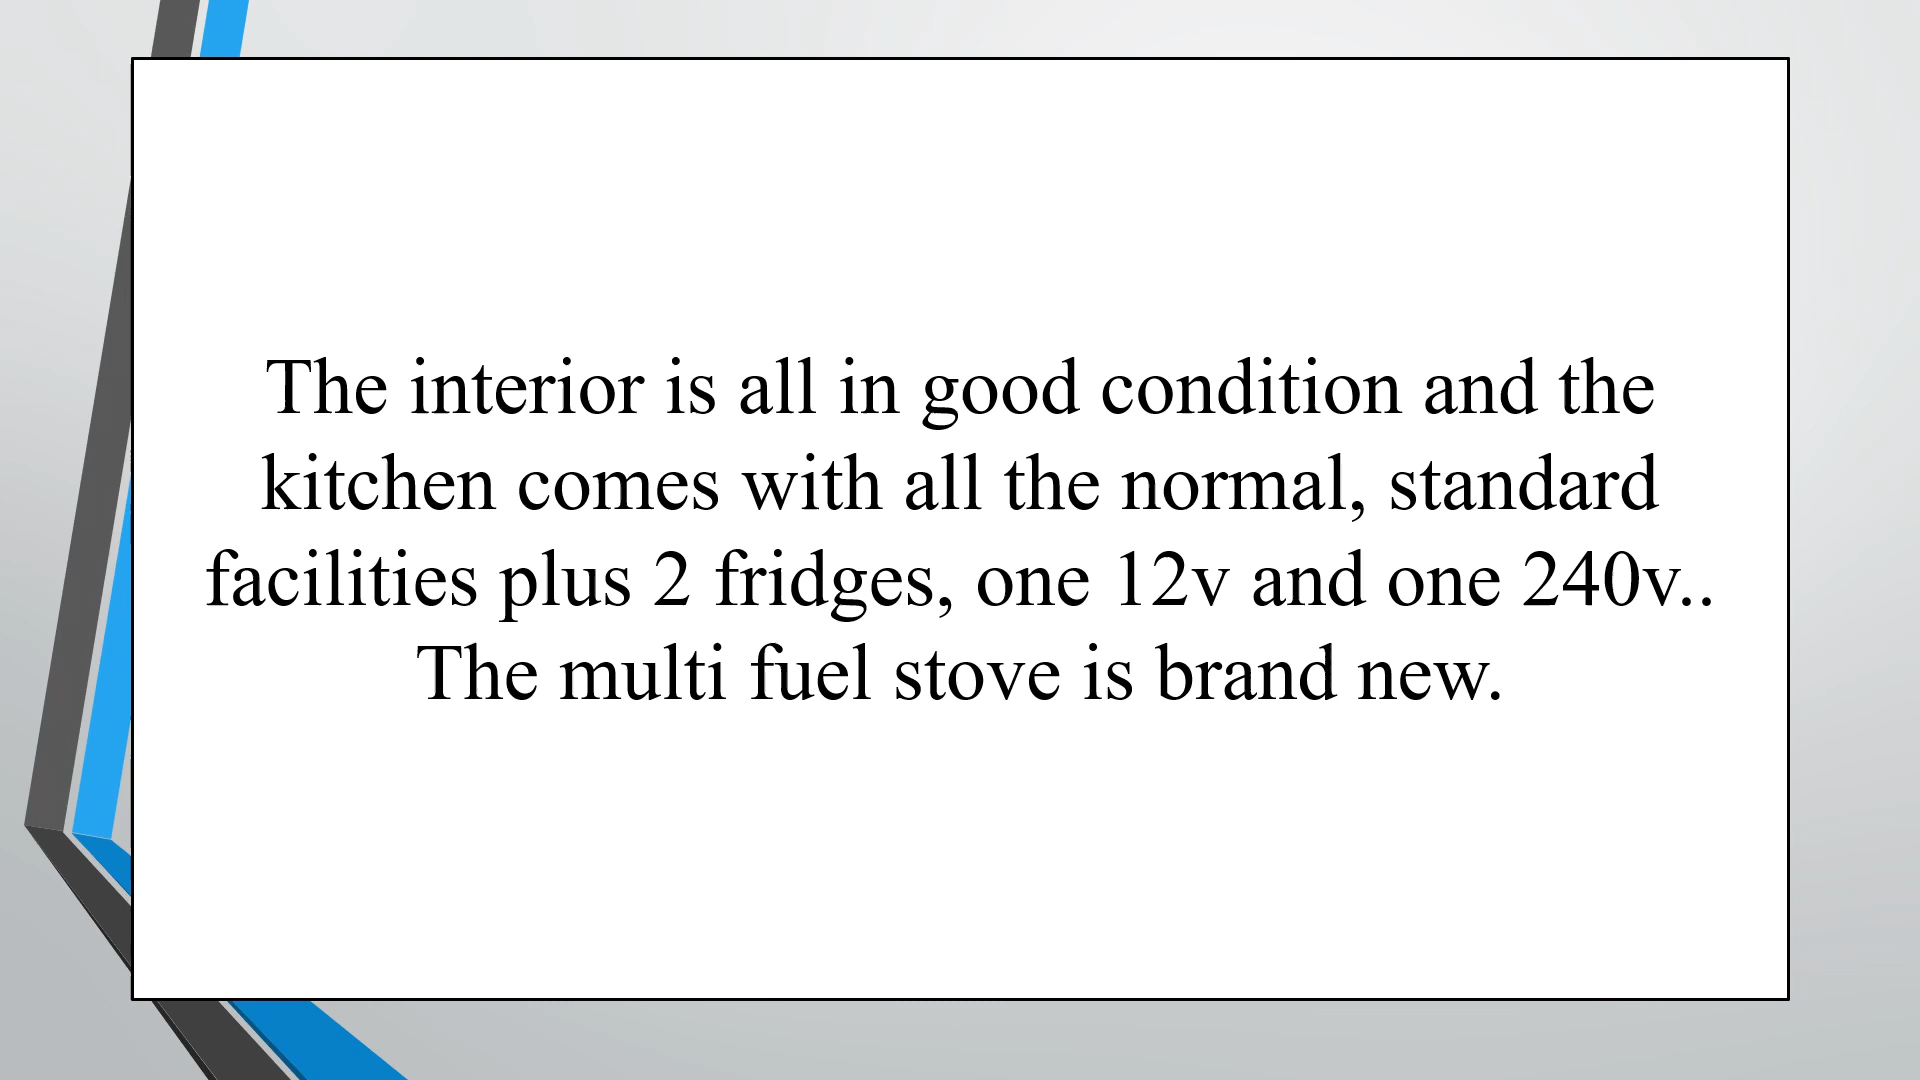 The interior is all in good condition and the
kitchen comes with all the normal, standard
facilities plus 2 fridges, one 12v and one 240v..
The multi fuel stove is brand new.